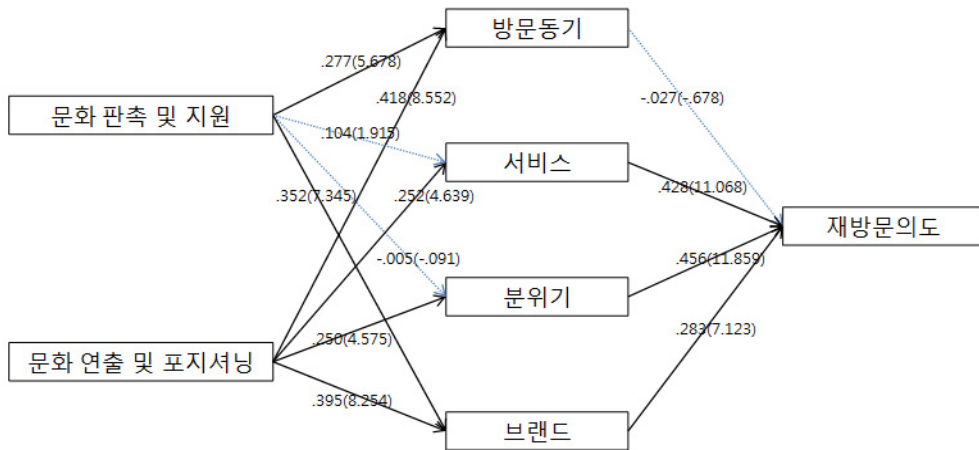 방문동기
.277(5.678)
.418(8.552)
-.027(-.678)
문화 판촉 및 지원
.104(1.915)
서비스
.352(7.345)
.252(4.639)
.428(11.068)
재방문의도
-.005(-.091)
.456(11.859)
분위기
.250(4.575)
.283(7.123)
문화 연출 및 포지셔닝
.395(8.254)
브랜드